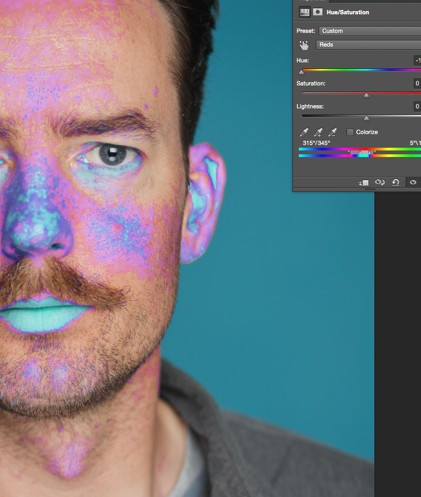 Hue/Saturation
Preset: Custom
Reds
Hue:
Saturation: 0
Lightness: 0
Colorize
315°/345°